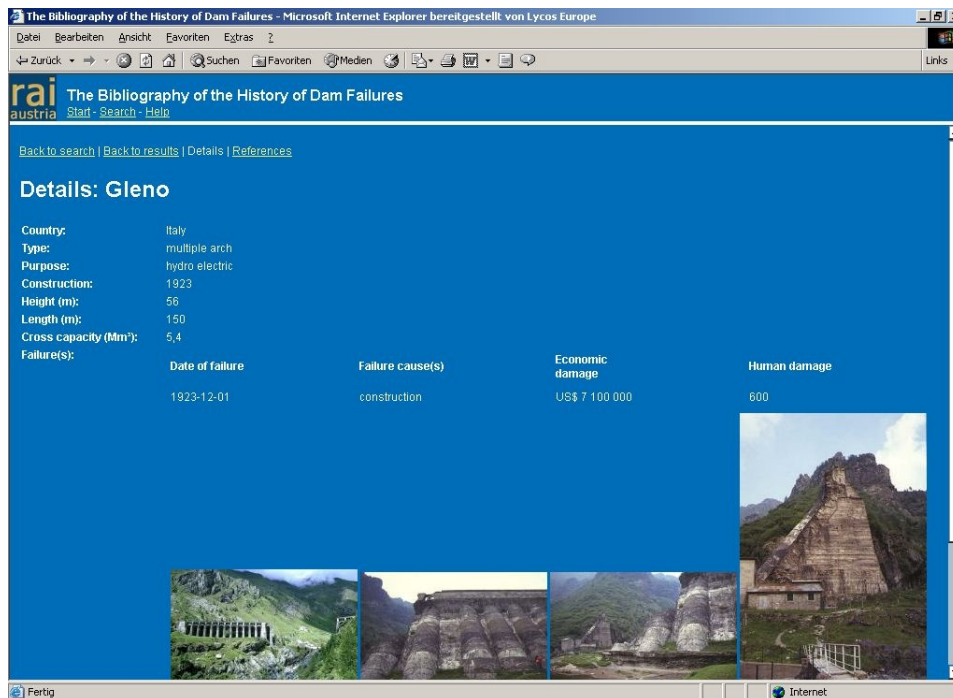 The Bibliography of the History of Dam Failures - Microsoft Internet Explorer bereitgestellt von Lycos Europe
Datei Bearbeiten Ansicht Favoriten Extras ?
Zurück Suchen Favoriten Medien Links
rai
austria
The Bibliography of the History of Dam Failures
Start - Search - Help
Back to search | Back to results | Details | References
Details: Gleno
Country: Italy
Type: multiple arch
Purpose: hydro electric
Construction: 1923
Height (m): 56
Length (m): 150
Cross capacity (Mm³): 5,4
Failure(s):
Date of failure Failure cause(s) Economic damage Human damage
1923-12-01 construction US$ 7 100 000 600
Fertig Internet